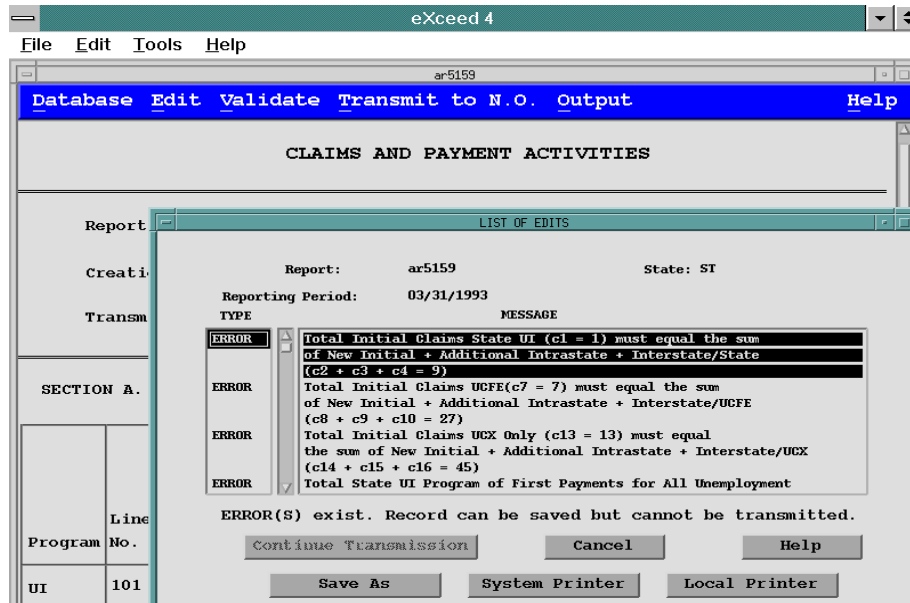 eXceed 4
File Edit Tools Help
ar5159
Database Edit Validate Transmit to N.O. Output Help
CLAIMS AND PAYMENT ACTIVITIES
Report
Creati
Transm
SECTION A.
Program
Line No.
UI 101
LIST OF EDITS
Report: ar5159 State: ST
Reporting Period: 03/31/1993
TYPE MESSAGE
ERROR Total Initial Claims State UI (c1 = 1) must equal the sum
of New Initial + Additional Intrastate + Interstate/State
(c2 + c3 + c4 = 9)
ERROR Total Initial Claims UCFE(c7 = 7) must equal the sum
of New Initial + Additional Intrastate + Interstate/UCFE
(c8 + c9 + c10 = 27)
ERROR Total Initial Claims UCX Only (c13 = 13) must equal
the sum of New Initial + Additional Intrastate + Interstate/UCX
(c14 + c15 + c16 = 45)
ERROR Total State UI Program of First Payments for All Unemployment
ERROR(S) exist. Record can be saved but cannot be transmitted.
Continue Transmission Cancel Help
Save As System Printer Local Printer